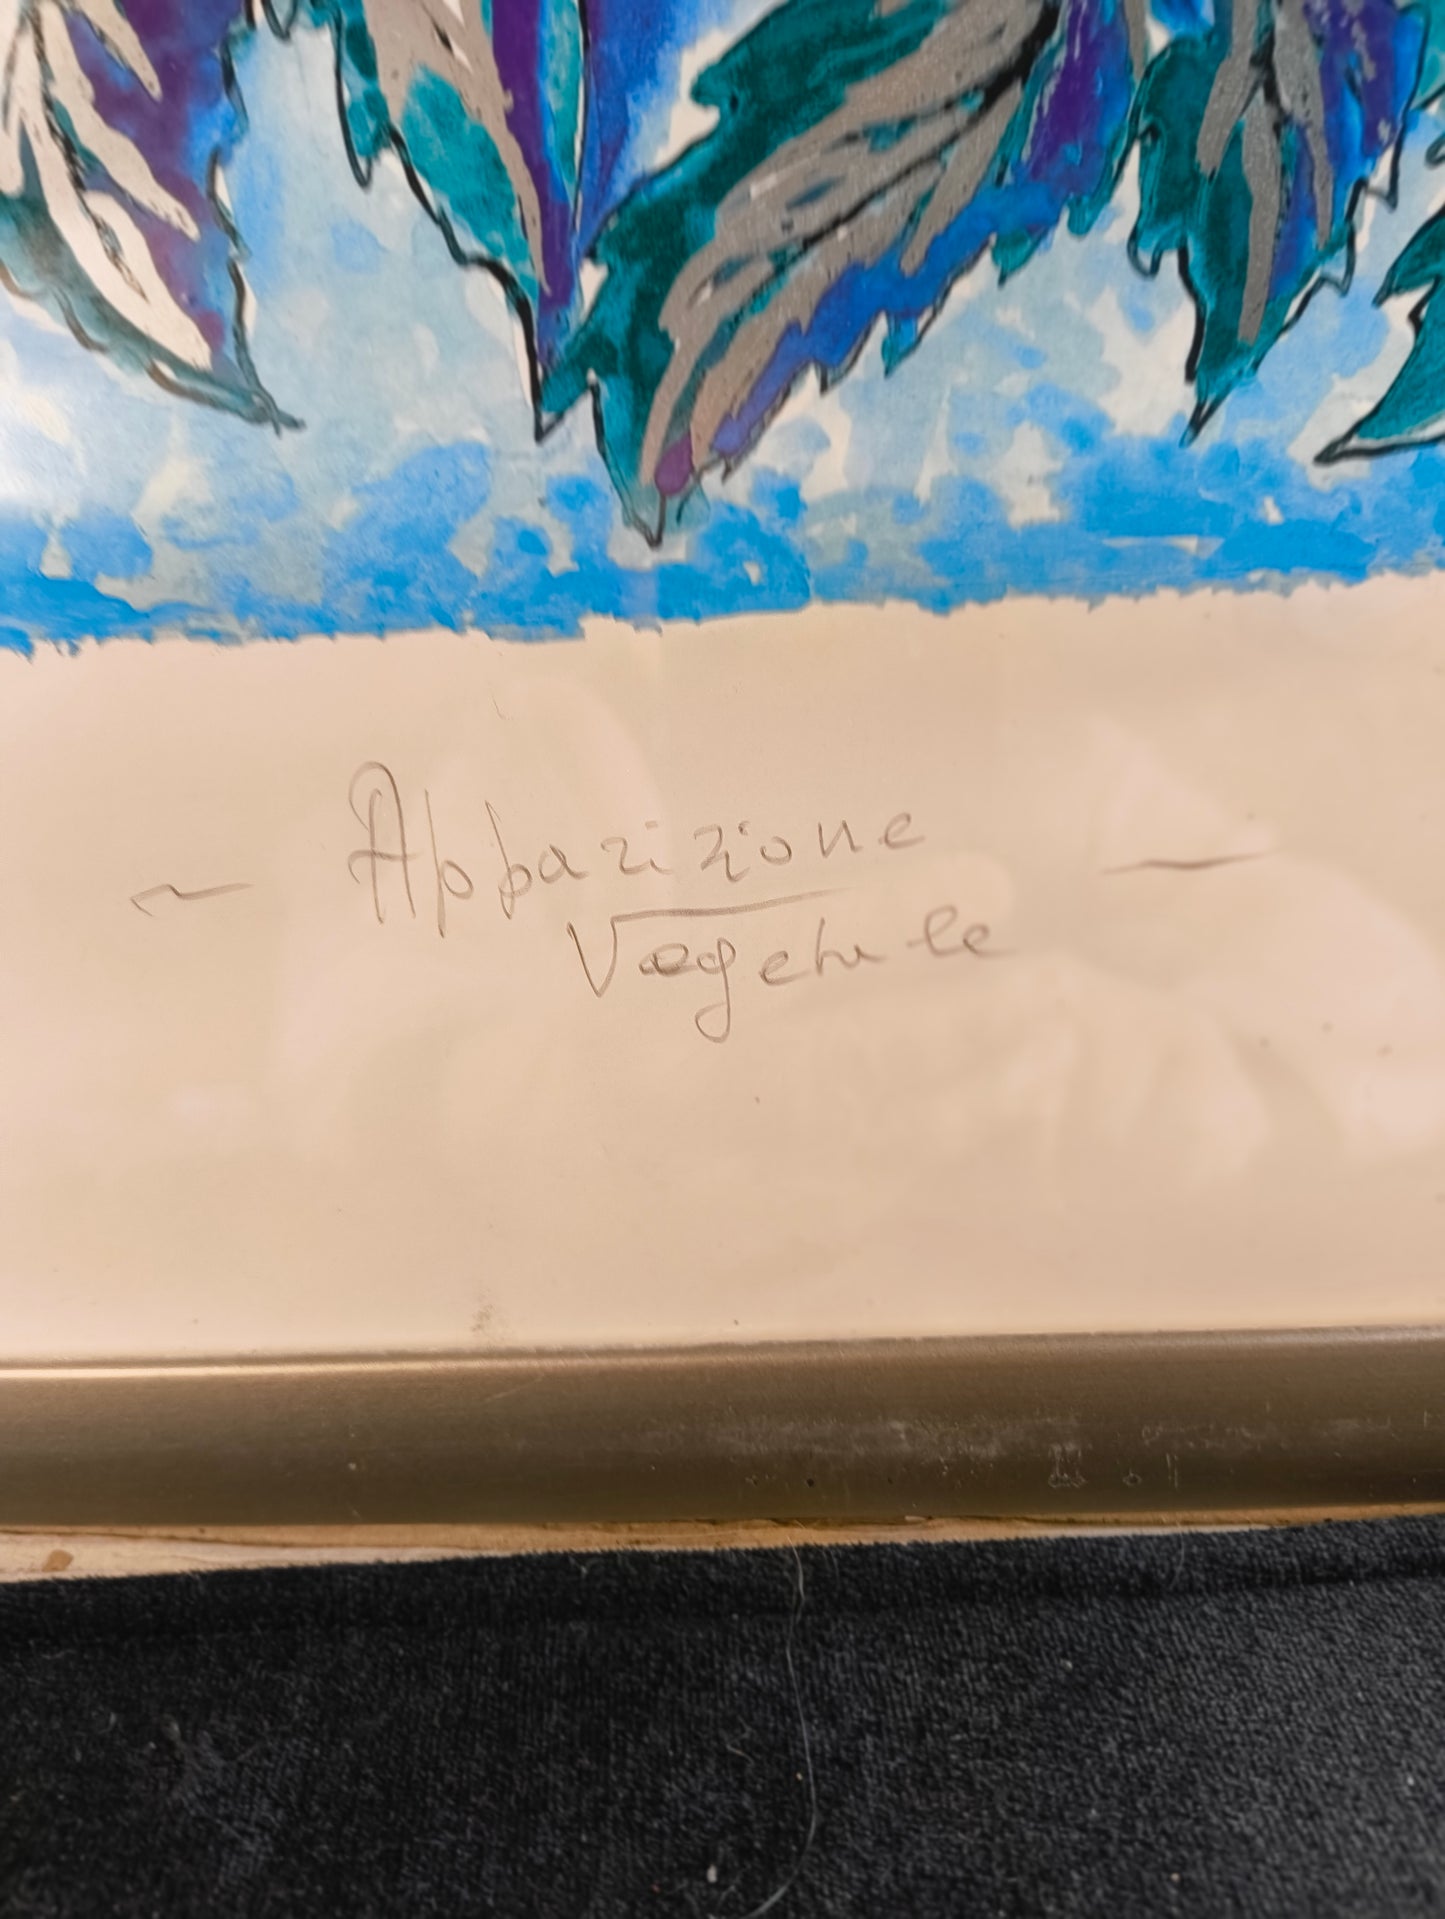 ~ Apparizione —
Vegetale